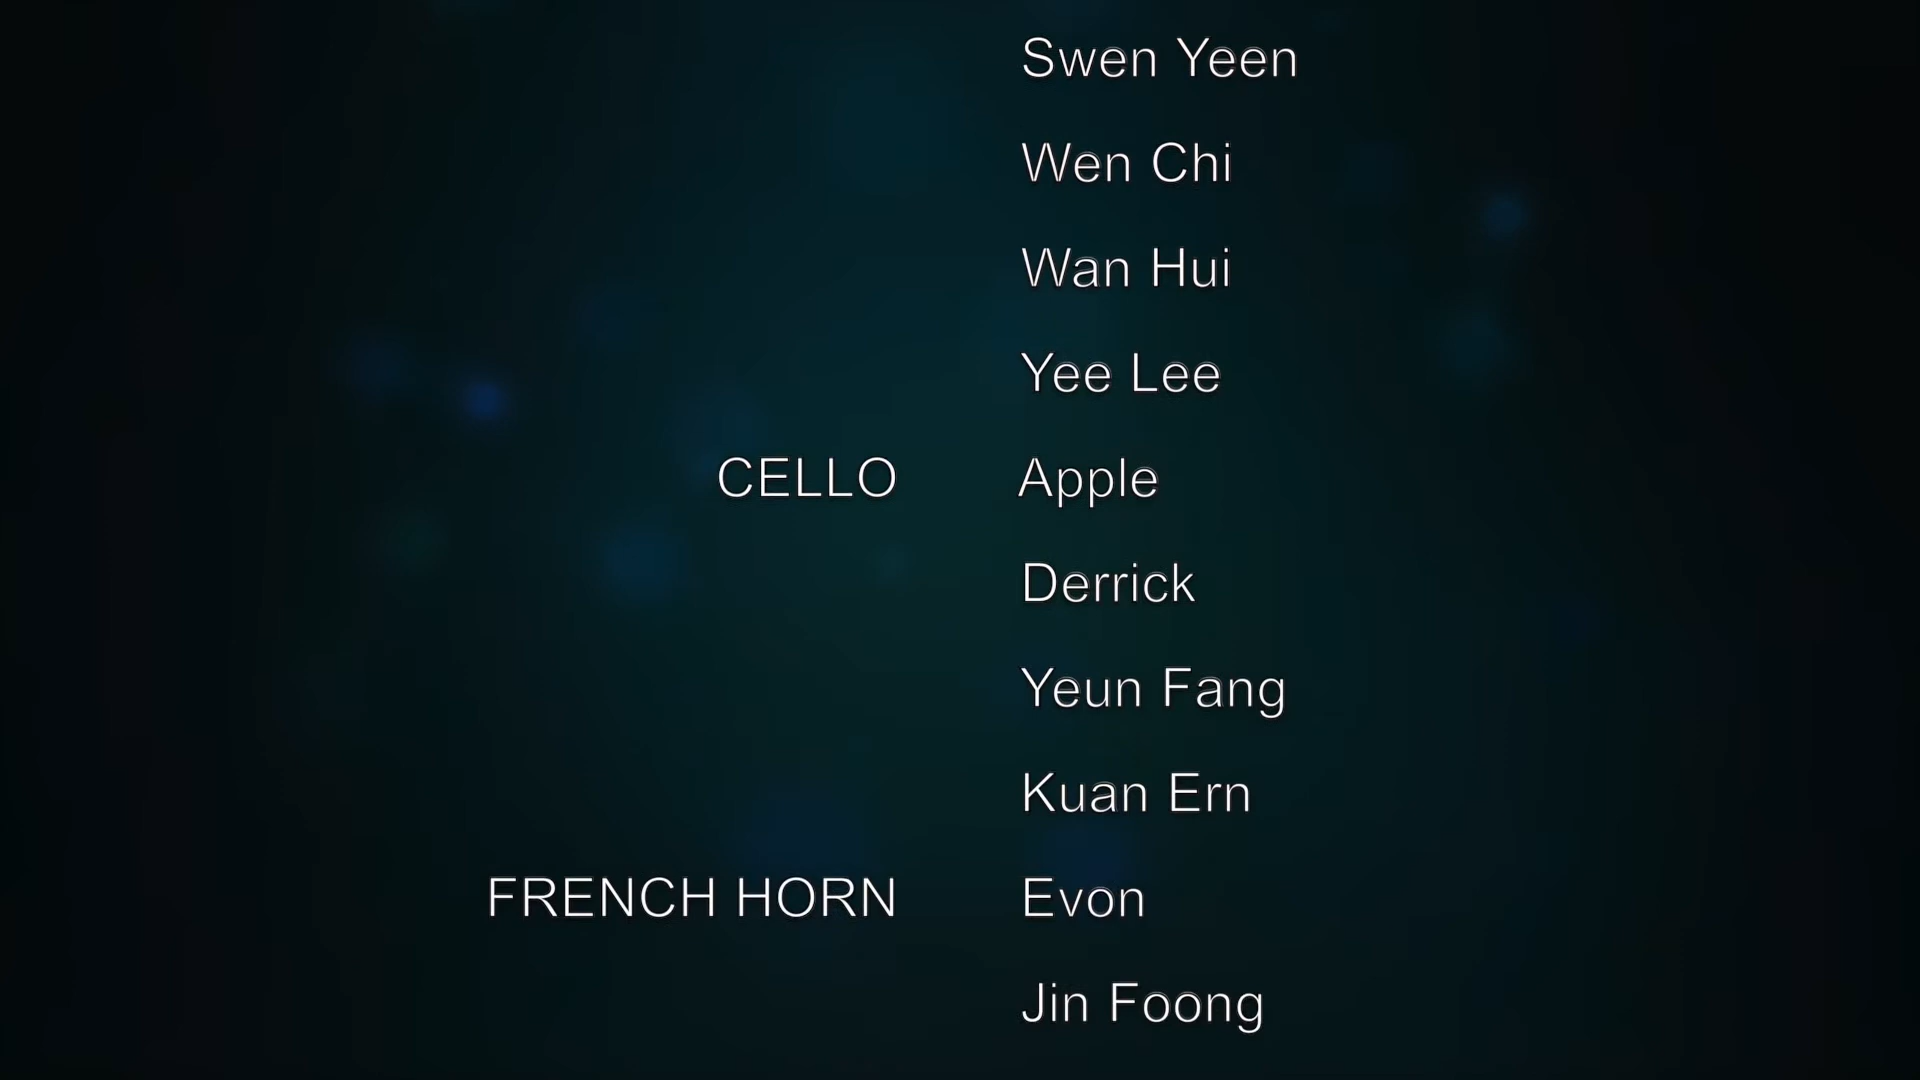 Swen Yeen
Wen Chi
Wan Hui
Yee Lee
CELLO Apple
Derrick
Yeun Fang
Kuan Ern
FRENCH HORN Evon
Jin Foong